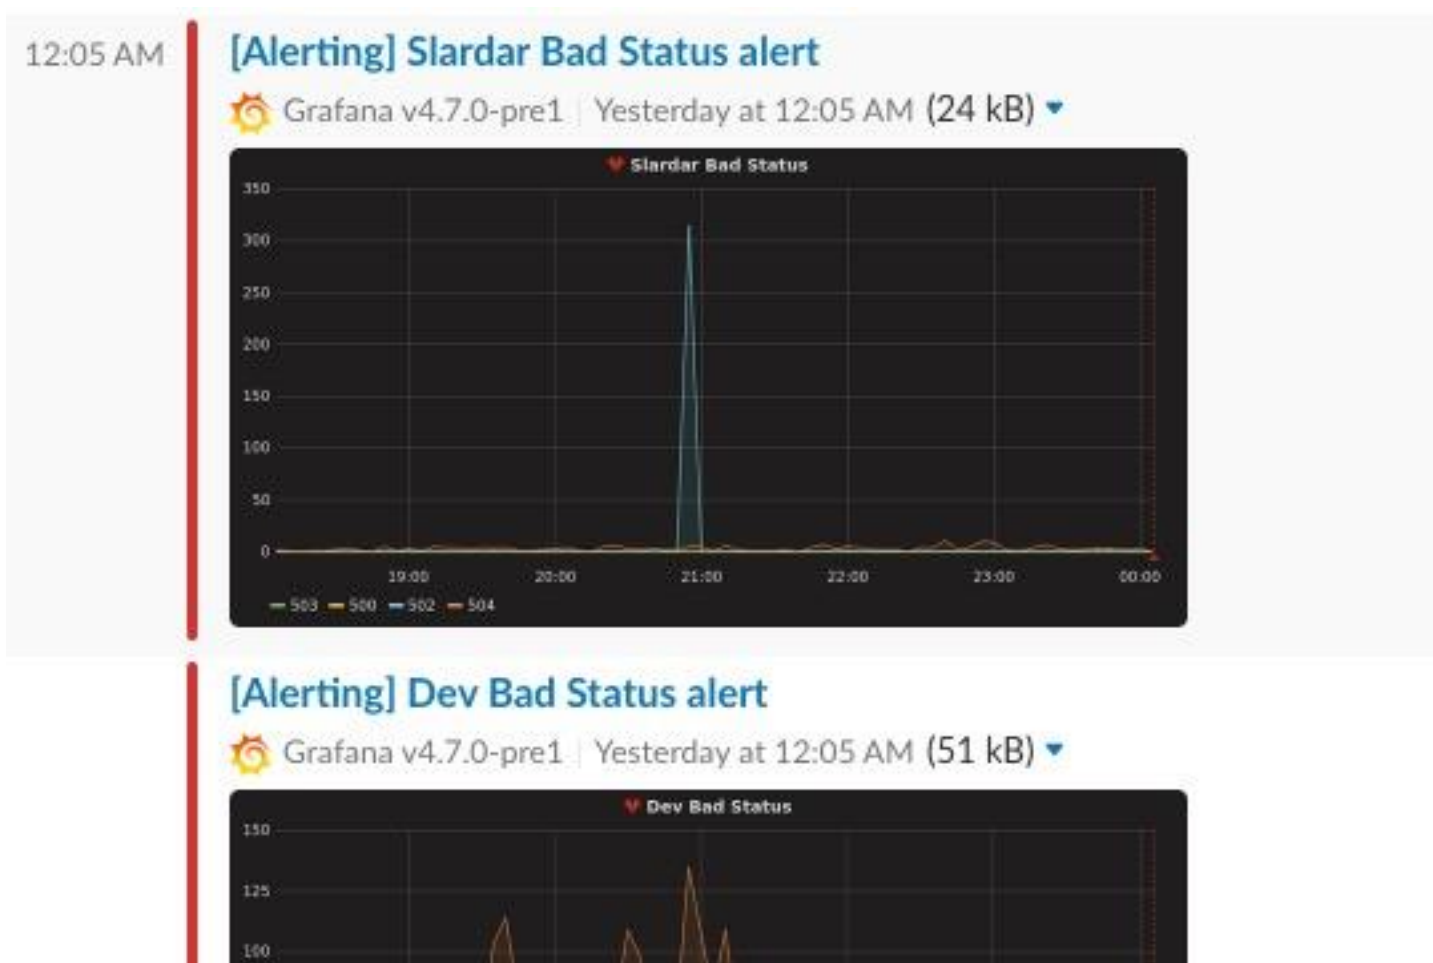 12:05 AM
[Alerting] Slardar Bad Status alert
Grafana v4.7.0-pre1 Yesterday at 12:05 AM (24 kB)
Slardar Bad Status
350
300
250
200
150
100
50
0
19:00 20:00 21:00 22:00 23:00 00:00
503 500 502 504
[Alerting] Dev Bad Status alert
Grafana v4.7.0-pre1 Yesterday at 12:05 AM (51 kB)
Dev Bad Status
150
125
100